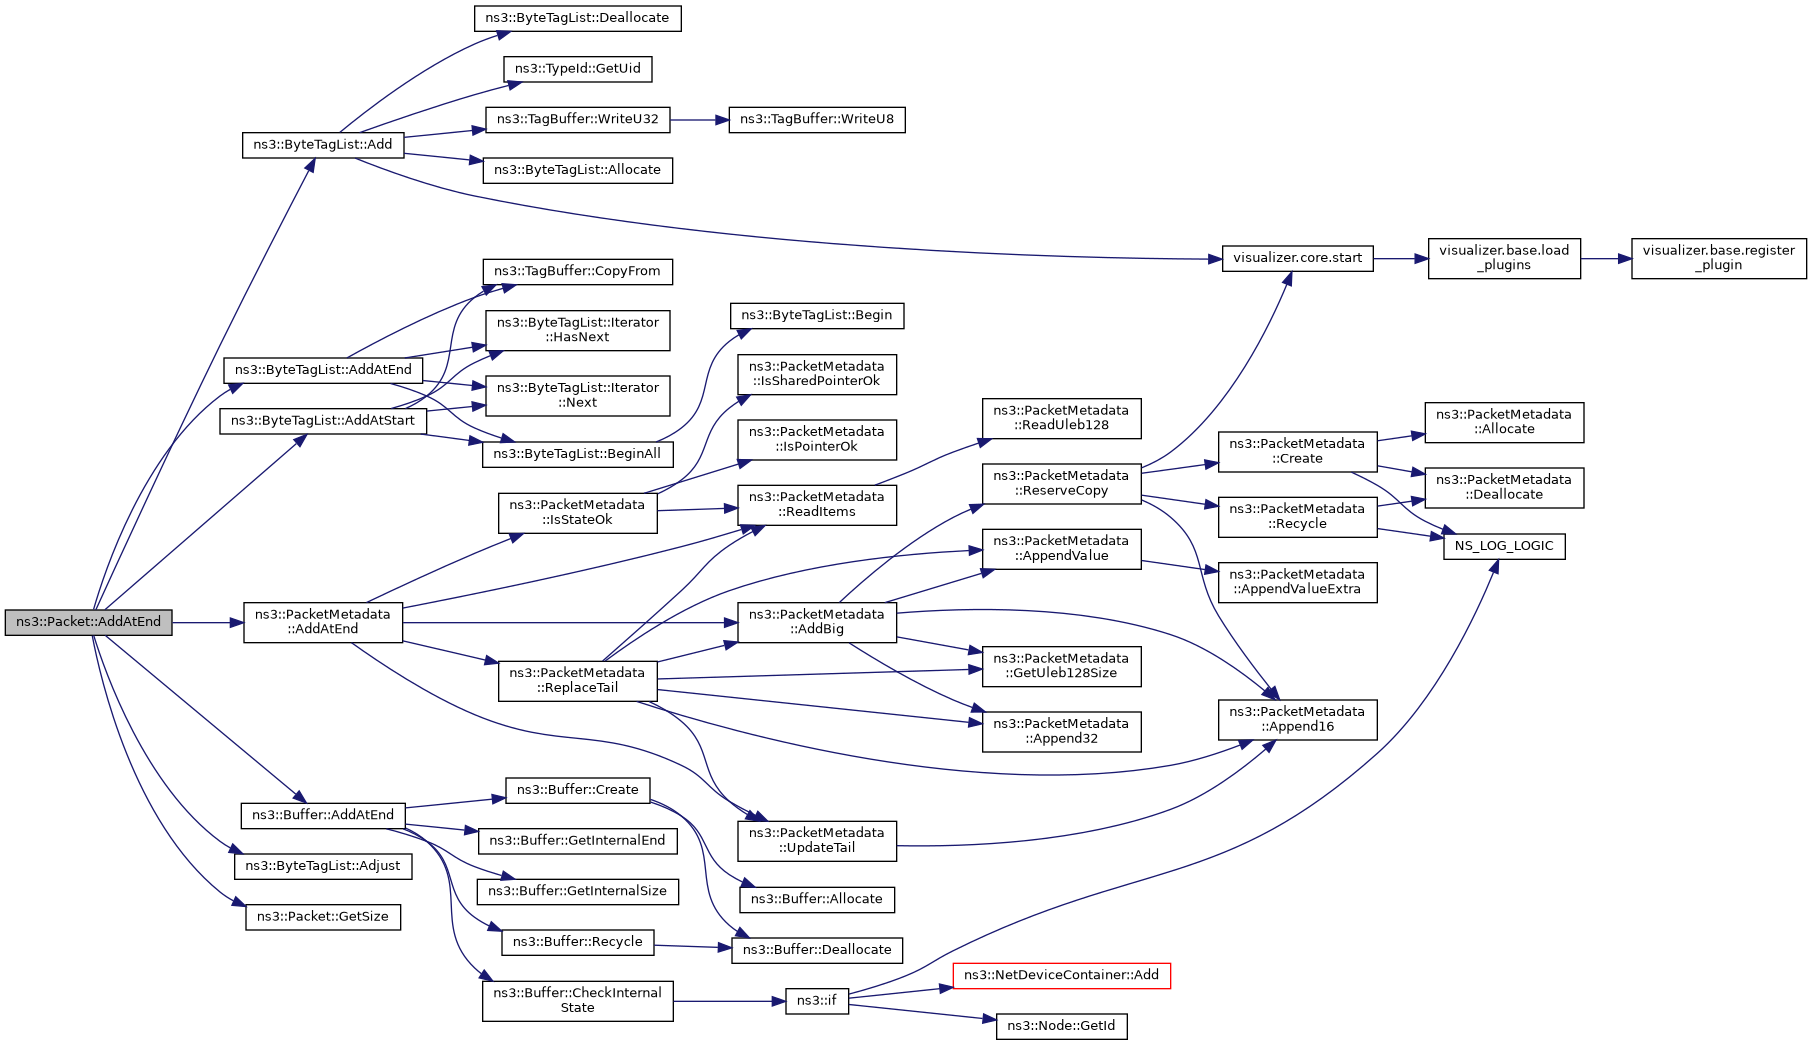 ns3::ByteTagList::Deallocate
ns3::TypeId::GetUid
ns3::TagBuffer::WriteU32
ns3::TagBuffer::WriteU8
ns3::ByteTagList::Add
ns3::ByteTagList::Allocate
visualizer.core.start
visualizer.base.load
_plugins
visualizer.base.register
_plugin
ns3::TagBuffer::CopyFrom
ns3::ByteTagList::Begin
ns3::ByteTagList::Iterator
::HasNext
ns3::ByteTagList::AddAtEnd
ns3::PacketMetadata
::IsSharedPointerOk
ns3::ByteTagList::Iterator
::Next
ns3::ByteTagList::AddAtStart
ns3::PacketMetadata
::ReadUleb128
ns3::PacketMetadata
::Allocate
ns3::PacketMetadata
::IsPointerOk
ns3::ByteTagList::BeginAll
ns3::PacketMetadata
::Create
ns3::PacketMetadata
::ReserveCopy
ns3::PacketMetadata
::Deallocate
ns3::PacketMetadata
::IsStateOk
ns3::PacketMetadata
::ReadItems
ns3::PacketMetadata
::Recycle
NS_LOG_LOGIC
ns3::PacketMetadata
::AppendValue
ns3::PacketMetadata
::AppendValueExtra
ns3::Packet::AddAtEnd
ns3::PacketMetadata
::AddAtEnd
ns3::PacketMetadata
::AddBig
ns3::PacketMetadata
::GetUleb128Size
ns3::PacketMetadata
::ReplaceTail
ns3::PacketMetadata
::Append32
ns3::PacketMetadata
::Append16
ns3::Buffer::Create
ns3::Buffer::AddAtEnd
ns3::Buffer::GetInternalEnd
ns3::PacketMetadata
::UpdateTail
ns3::ByteTagList::Adjust
ns3::Buffer::GetInternalSize
ns3::Buffer::Allocate
ns3::Packet::GetSize
ns3::Buffer::Recycle
ns3::Buffer::Deallocate
ns3::Buffer::CheckInternal
State
ns3::if
ns3::NetDeviceContainer::Add
ns3::Node::GetId